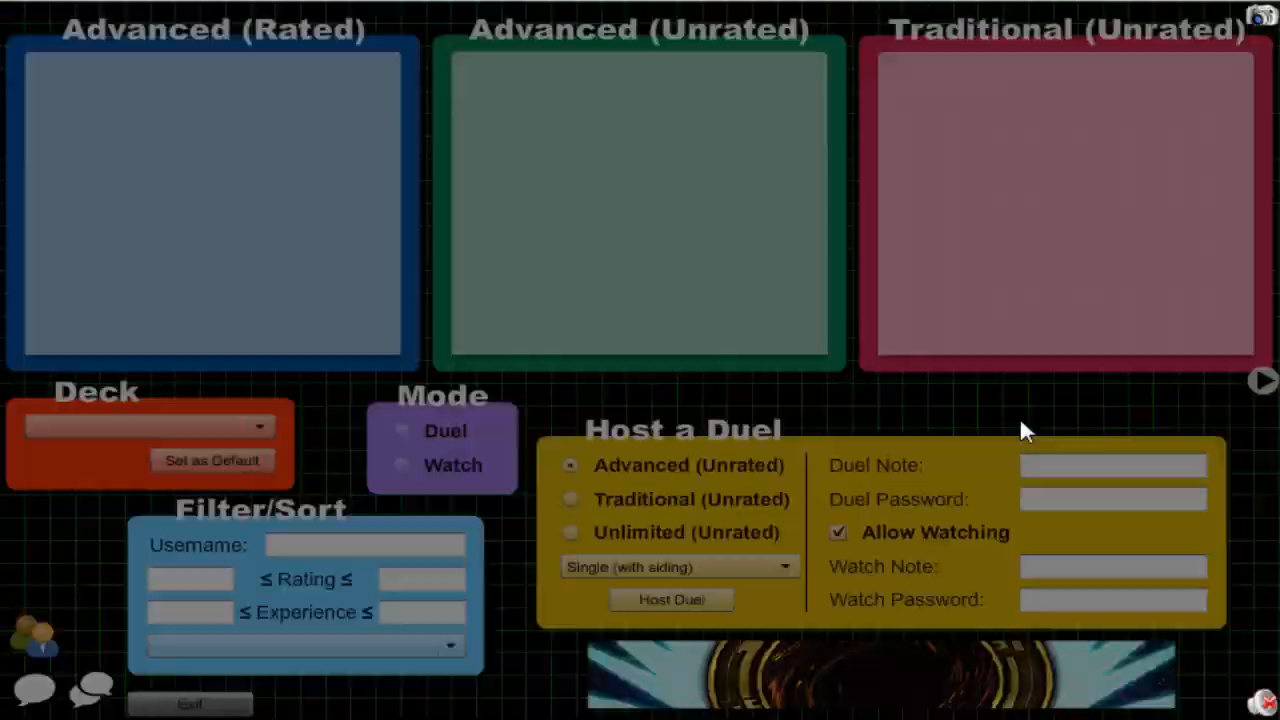 Advanced (Rated)
Advanced (Unrated)
Traditional (Unrated)
Deck
Set as Default
Mode
Duel
Watch
Filter/Sort
Username:
≤ Rating ≤
≤ Experience ≤
Exit
Host a Duel
Advanced (Unrated)
Traditional (Unrated)
Unlimited (Unrated)
Single (with siding)
Host Duel
Duel Note:
Duel Password:
Allow Watching
Watch Note:
Watch Password: